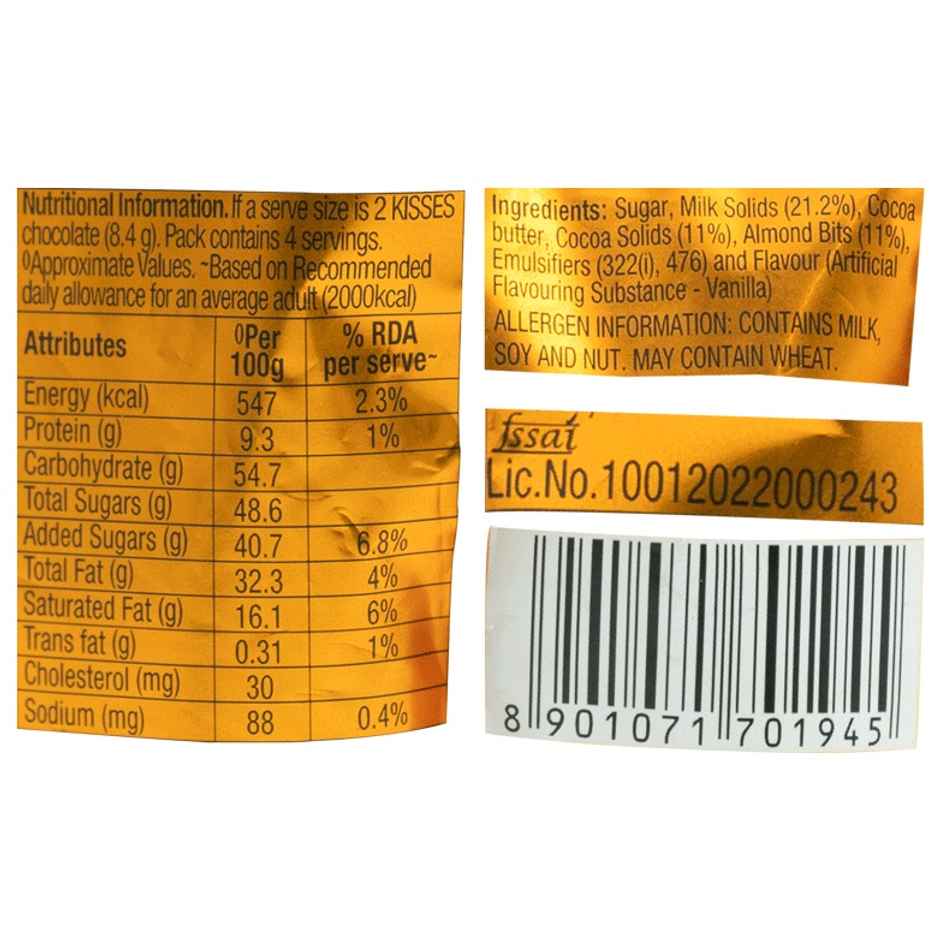 Nutritional Information. If a serve size is 2 KISSES
chocolate (8.4 g). Pack contains 4 servings.
◊Approximate Values. ~Based on Recommended
daily allowance for an average adult (2000kcal)
Attributes ◊Per 100g % RDA per serve~
Energy (kcal) 547 2.3%
Protein (g) 9.3 1%
Carbohydrate (g) 54.7
Total Sugars (g) 48.6
Added Sugars (g) 40.7 6.8%
Total Fat (g) 32.3 4%
Saturated Fat (g) 16.1 6%
Trans fat (g) 0.31 1%
Cholesterol (mg) 30
Sodium (mg) 88 0.4%
Ingredients: Sugar, Milk Solids (21.2%), Cocoa
butter, Cocoa Solids (11%), Almond Bits (11%),
Emulsifiers (322(i), 476) and Flavour (Artificial
Flavouring Substance - Vanilla)
ALLERGEN INFORMATION: CONTAINS MILK,
SOY AND NUT. MAY CONTAIN WHEAT.
fssai
Lic.No.10012022000243
8 901071 701945